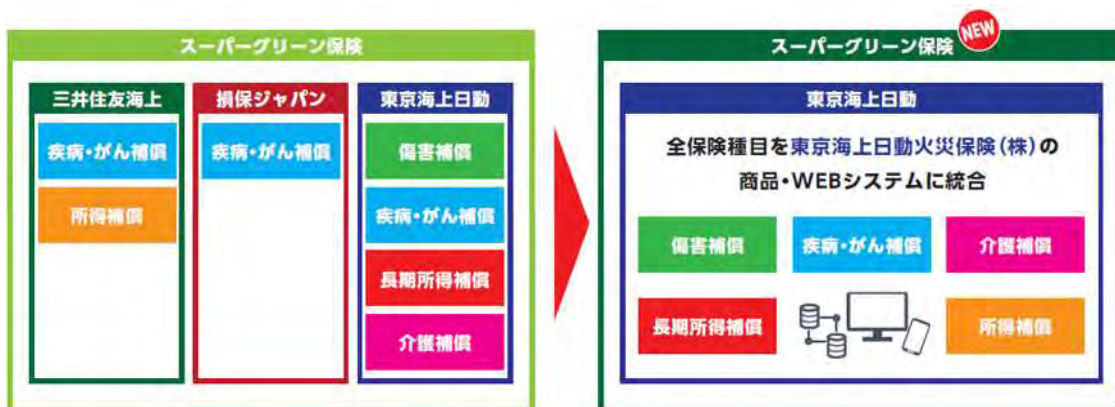 スーパーグリーン保険
三井住友海上
疾病・がん補償
所得補償
損保ジャパン
疾病・がん補償
東京海上日動
傷害補償
疾病・がん補償
長期所得補償
介護補償
スーパーグリーン保険
NEW
東京海上日動
全保険種目を東京海上日動火災保険(株)の
商品・WEBシステムに統合
傷害補償
疾病・がん補償
介護補償
長期所得補償
所得補償